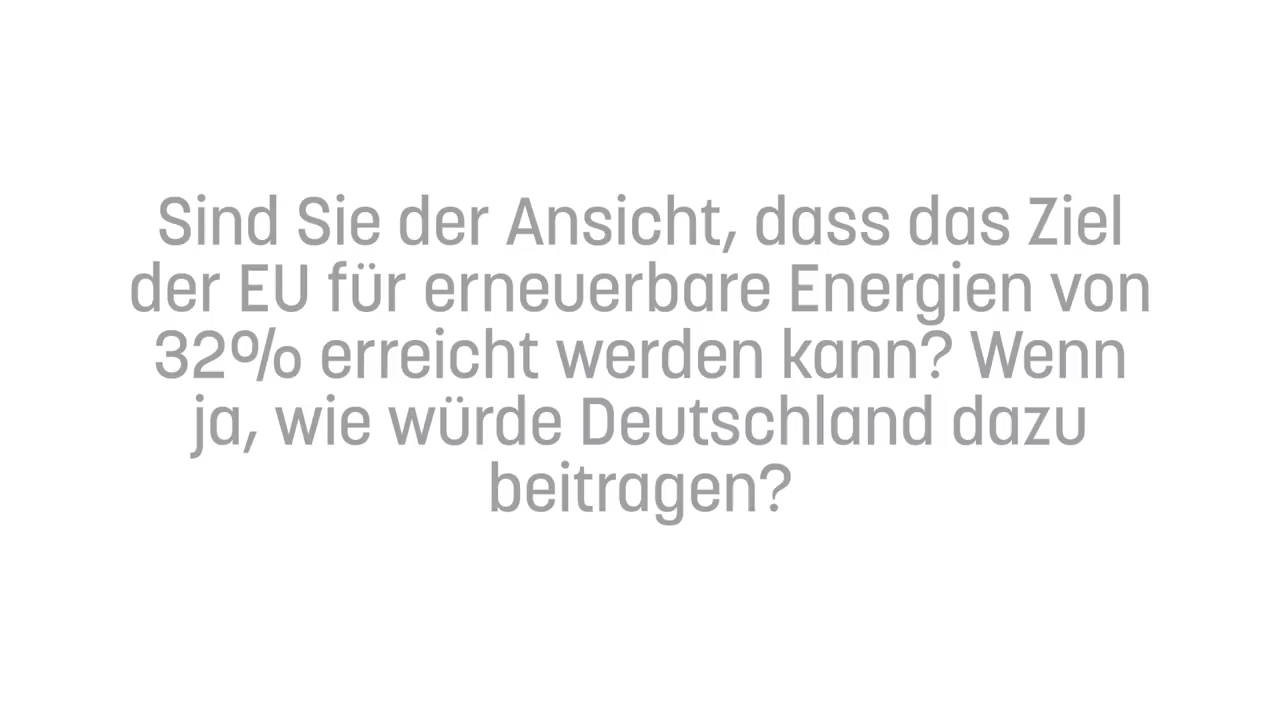 Sind Sie der Ansicht, dass das Ziel
der EU für erneuerbare Energien von
32% erreicht werden kann? Wenn
ja, wie würde Deutschland dazu
beitragen?